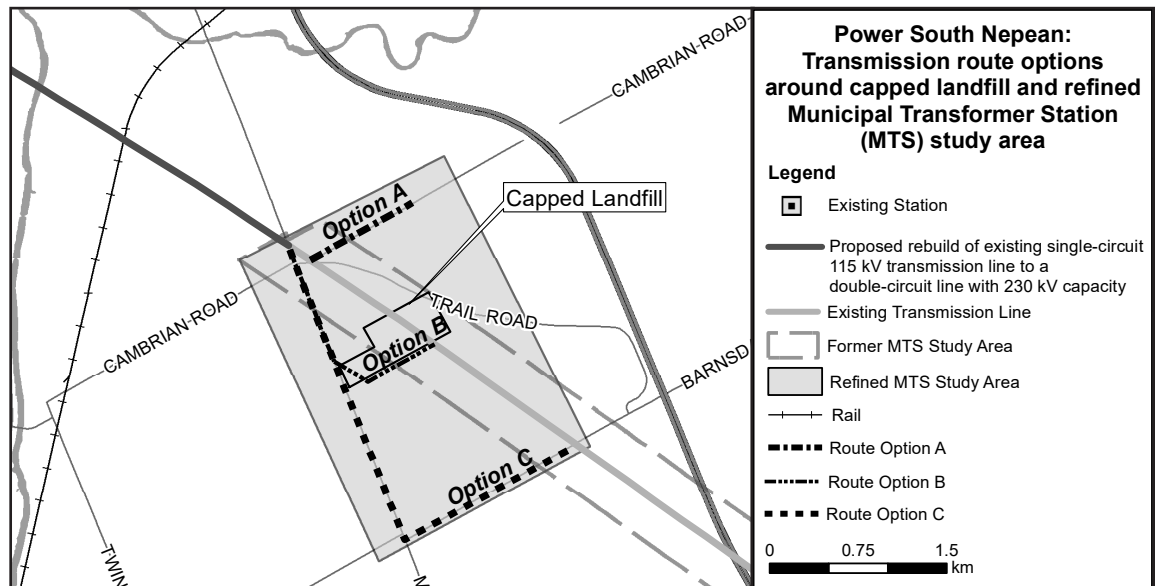 CAMBRIAN-ROAD
Option A
Capped Landfill
CAMBRIAN-ROAD
TRAIL ROAD
Option B
BARNSD
Option C
TWIN
Power South Nepean:
Transmission route options
around capped landfill and refined
Municipal Transformer Station
(MTS) study area
Legend
Existing Station
Proposed rebuild of existing single-circuit
115 kV transmission line to a
double-circuit line with 230 kV capacity
Existing Transmission Line
Former MTS Study Area
Refined MTS Study Area
Rail
Route Option A
Route Option B
Route Option C
0 0.75 1.5
km